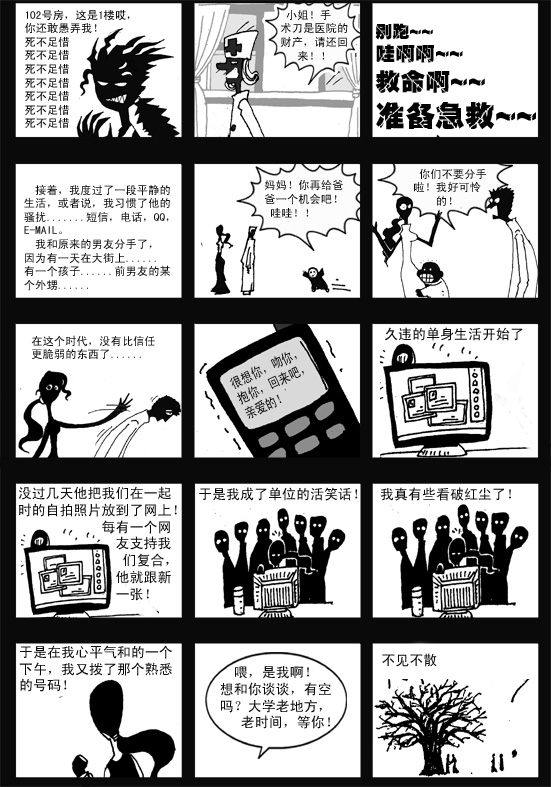 102号房，这是1楼哎，
你还敢愚弄我！
死不足惜
死不足惜
死不足惜
死不足惜
死不足惜
死不足惜
死不足惜
小姐！手
术刀是医院的
财产，请还回
来！！
剁跑~~
哇啊啊~~
救命啊~~
准备急救~~
接着，我度过了一段平静的
生活，或者说，我习惯了他的
骚扰.......短信，电话，QQ，
E-MAIL。
我和原来的男友分手了，
因为有一天在大街上......
有一个孩子......前男友的某
个外甥......
妈妈！你再给爸
爸一个机会吧！
哇哇！！
你们不要分手
啦！我好可怜
的！
在这个时代，没有比信任
更脆弱的东西了......
很想你，吻你，
抱你，回来吧，
亲爱的！
久违的单身生活开始了
没过几天他把我们在一起
时的自拍照片放到了网上！
每有一个网
友支持我
们复合，
他就跟新
一张！
于是我成了单位的活笑话！
我真有些看破红尘了！
于是在我心平气和的一个
下午，我又拨了那个熟悉
的号码！
喂，是我啊！
想和你谈谈，有空
吗？大学老地方，
老时间，等你！
不见不散